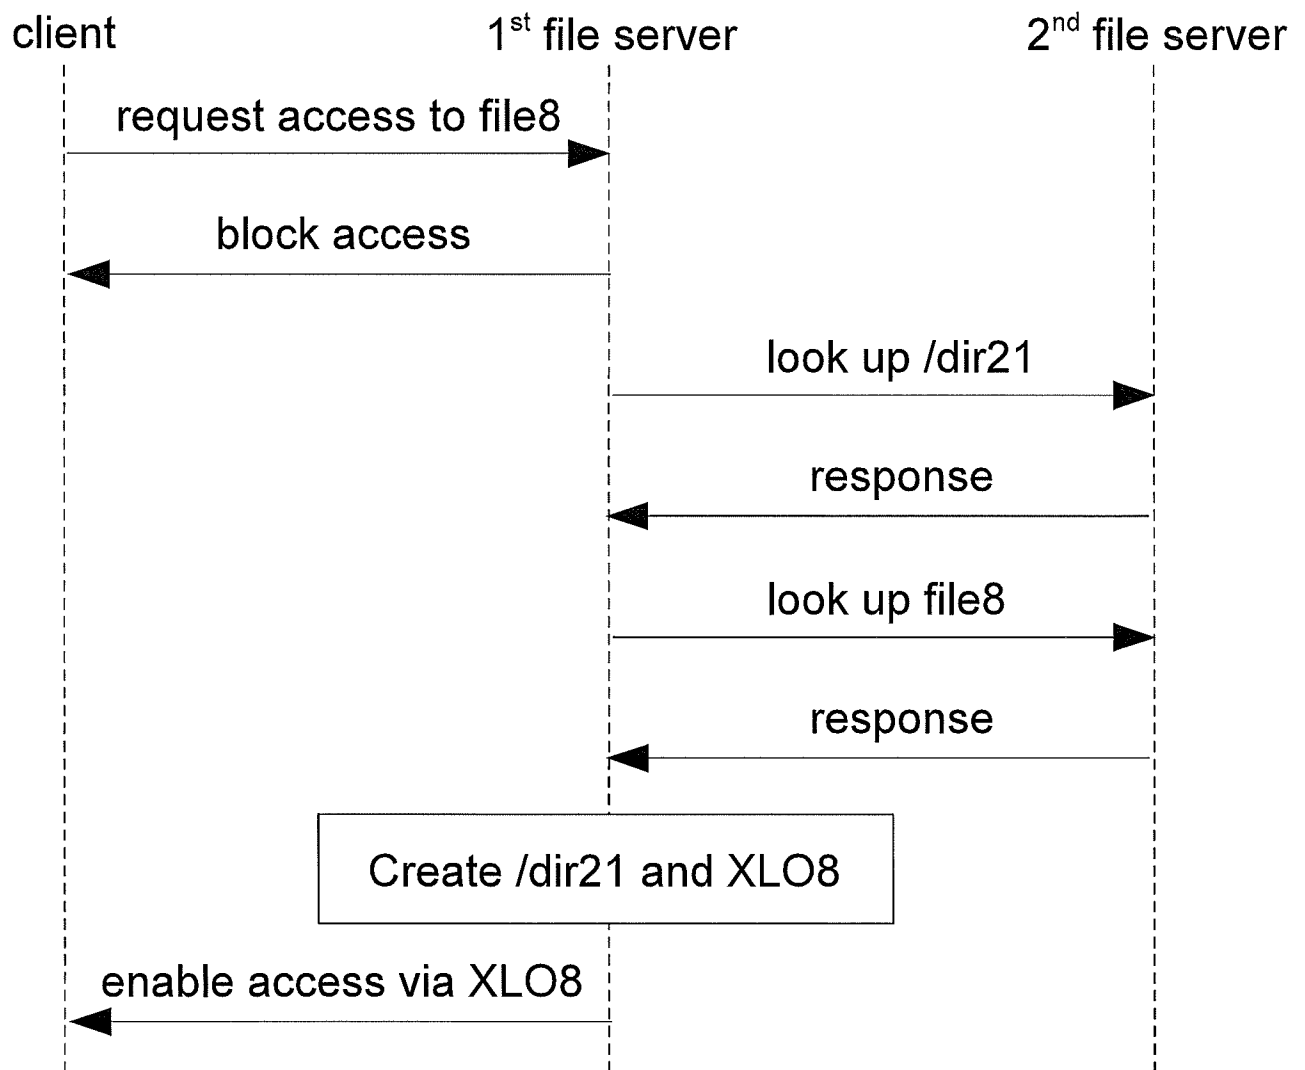 client 1st file server 2nd file server
request access to file8
block access
look up /dir21
response
look up file8
response
Create /dir21 and XLO8
enable access via XLO8